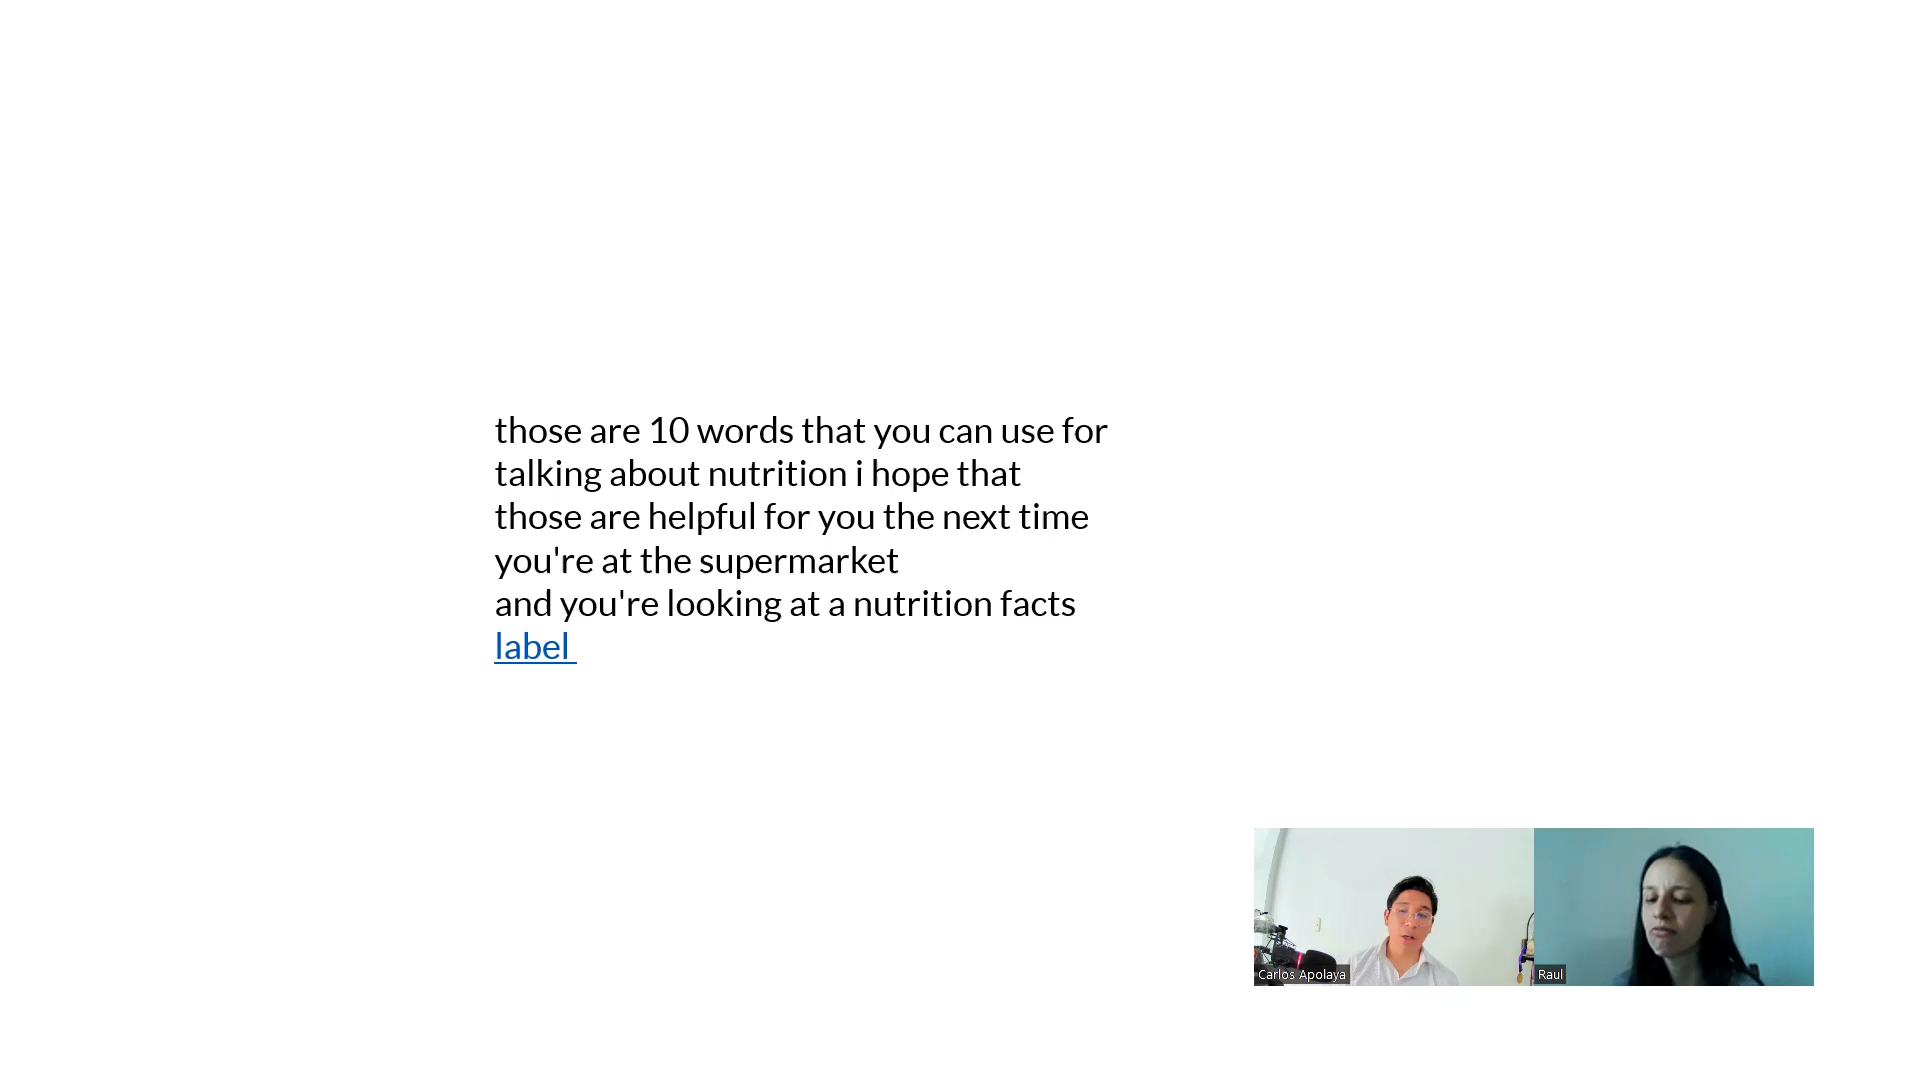 those are 10 words that you can use for
talking about nutrition i hope that
those are helpful for you the next time
you're at the supermarket
and you're looking at a nutrition facts
label
Carlos Apolaya
Raul